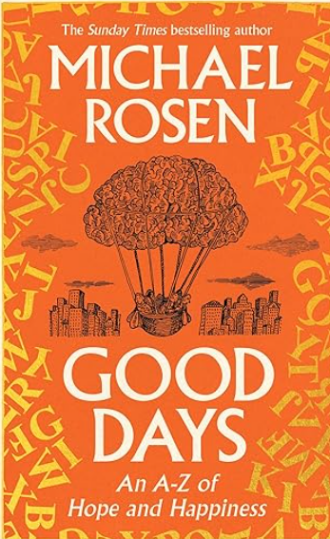 The Sunday Times bestselling author
MICHAEL
ROSEN
GOOD
DAYS
An A-Z of
Hope and Happiness